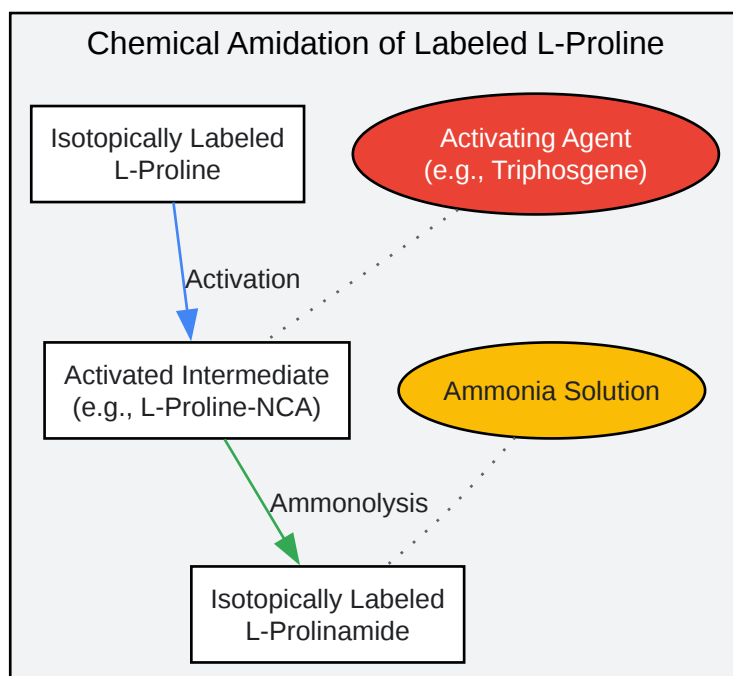 Chemical Amidation of Labeled L-Proline
Isotopically Labeled
L-Proline
Activating Agent
(e.g., Triphosgene)
Activation
Activated Intermediate
(e.g., L-Proline-NCA)
Ammonia Solution
Ammonolysis
Isotopically Labeled
L-Prolinamide